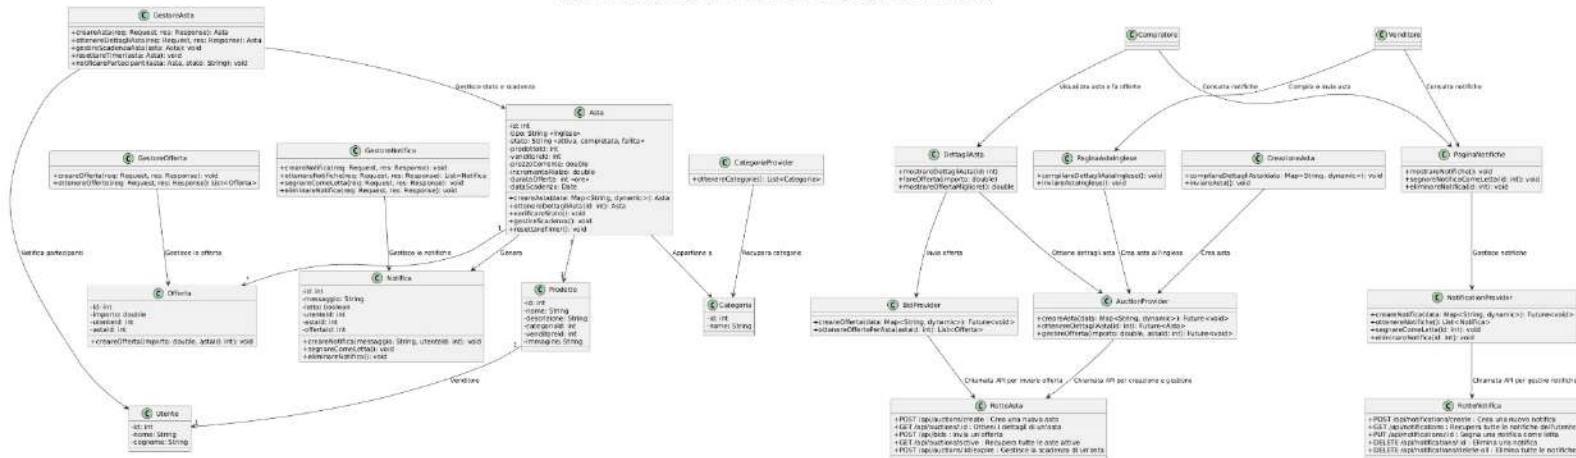 GestoreAsta
+creareAsta(req: Request, res: Response): Asta
+ottenereDettagliAsta(req: Request, res: Response): Asta
+gestireScadenzaAsta(asta: Asta): void
+resettareTimer(asta: Asta): void
+notificarePartecipanti(asta: Asta, stato: String): void
Compratore
Venditore
Gestisce stato e scadenza
Visualizza asta e fa offerte
Consulta notifiche
Compila e invia asta
Consulta notifiche
Asta
-id: int
-tipo: String «inglese»
-stato: String «attiva, completata, fallita»
-prodottoId: int
-venditoreId: int
-prezzoCorrente: double
-incrementoRialzo: double
-durataOfferta: int «ore»
-dataScadenza: Date
+creareAsta(data: Map<String, dynamic>): Asta
+ottenereDettagliAsta(id: int): Asta
+verificareStato(): void
+gestireScadenza(): void
+resettareTimer(): void
GestoreOfferta
+creareOfferta(req: Request, res: Response): void
+ottenereOfferte(req: Request, res: Response): List<Offerta>
GestoreNotifica
+creareNotifica(req: Request, res: Response): void
+ottenereNotifiche(req: Request, res: Response): List<Notifica>
+segnareComeLetta(req: Request, res: Response): void
+eliminareNotifica(req: Request, res: Response): void
CategoriaProvider
+ottenereCategorie(): List<Categoria>
DettagliAsta
+mostrareDettagliAsta(id: int)
+fareOfferta(importo: double)
+mostrareOffertaMigliore(): double
PaginaAstaInglese
+compilareDettagliAstaInglese(): void
+inviareAstaInglese(): void
CreazioneAsta
+compilareDettagliAsta(data: Map<String, dynamic>): void
+inviareAsta(): void
PaginaNotifiche
+mostrareNotifiche(): void
+segnareNotificaComeLetta(id: int): void
+eliminareNotifica(id: int): void
Notifica partecipanti
Gestisce le offerte
Gestisce le notifiche
1
Genera
1
Appartiene a
Recupera categorie
Invia offerta
Ottiene dettagli asta
Crea asta all'inglese
Crea asta
Gestisce notifiche
Offerta
-id: int
-importo: double
-utenteId: int
-astaId: int
+creareOfferta(importo: double, astaId: int): void
Notifica
-id: int
-messaggio: String
-letto: boolean
-utenteId: int
-astaId: int
-offertaId: int
+creareNotifica(messaggio: String, utenteId: int): void
+segnareComeLetta(): void
+eliminareNotifica(): void
Prodotto
-id: int
-nome: String
-descrizione: String
-categoriaId: int
-venditoreId: int
-immagine: String
Categoria
-id: int
-nome: String
BidProvider
+creareOfferta(data: Map<String, dynamic>): Future<void>
+ottenereOffertePerAsta(astaId: int): List<Offerta>
AuctionProvider
+creareAsta(data: Map<String, dynamic>): Future<void>
+ottenereDettagliAsta(id: int): Future<Asta>
+gestireOfferta(importo: double, astaId: int): Future<void>
NotificationProvider
+creareNotifica(data: Map<String, dynamic>): Future<void>
+ottenereNotifiche(): List<Notifica>
+segnareComeLetta(id: int): void
+eliminareNotifica(id: int): void
Venditore
1
Chiamata API per inviare offerta
Chiamata API per creazione e gestione
Chiamata API per gestire notifiche
Utente
-id: int
-nome: String
-cognome: String
RotteAsta
+POST /api/auctions/create : Crea una nuova asta
+GET /api/auctions/:id : Ottieni i dettagli di un'asta
+POST /api/bids : Invia un'offerta
+GET /api/auctions/active : Recupera tutte le aste attive
+POST /api/auctions/:id/expire : Gestisce la scadenza di un'asta
RotteNotifica
+POST /api/notifications/create : Crea una nuova notifica
+GET /api/notifications : Recupera tutte le notifiche dell'utente
+PUT /api/notifications/:id : Segna una notifica come letta
+DELETE /api/notifications/:id : Elimina una notifica
+DELETE /api/notifications/delete-all : Elimina tutte le notifiche